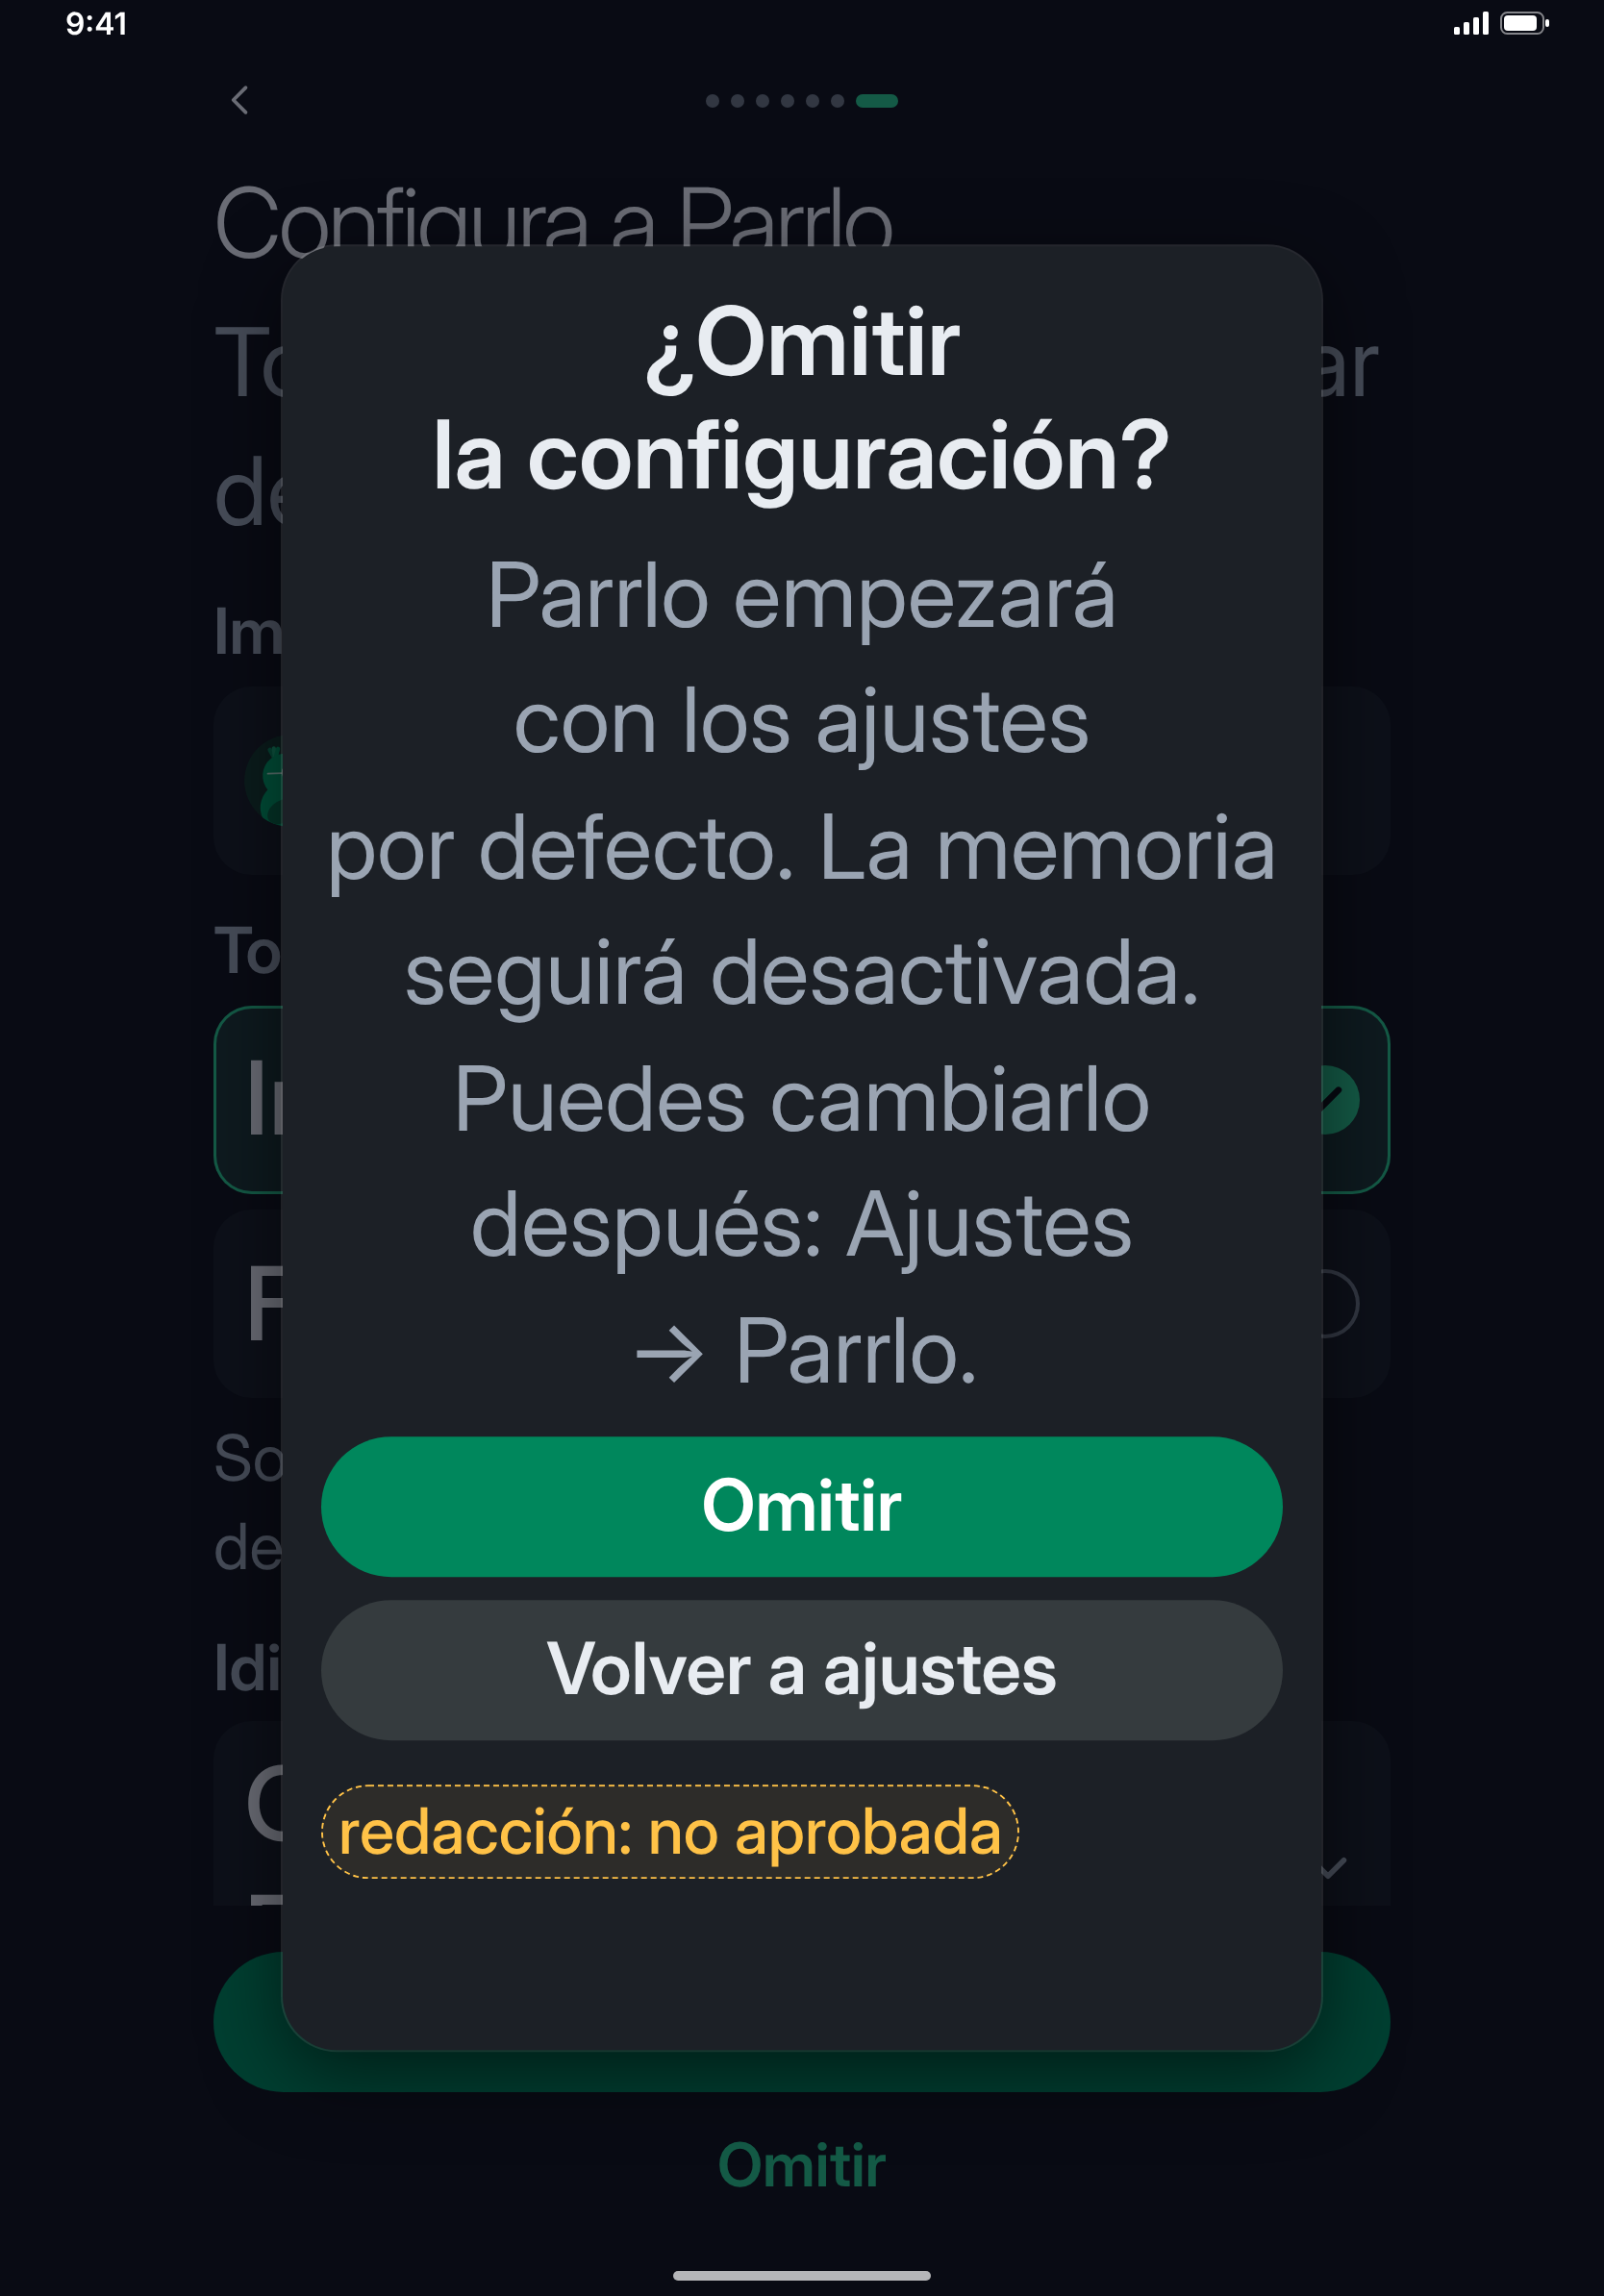 9:41
Configura a Parrlo
¿Omitir
la configuración?
Parrlo empezará
con los ajustes
por defecto. La memoria
seguirá desactivada.
Puedes cambiarlo
después: Ajustes
→ Parrlo.
Omitir
Volver a ajustes
redacción: no aprobada
Omitir